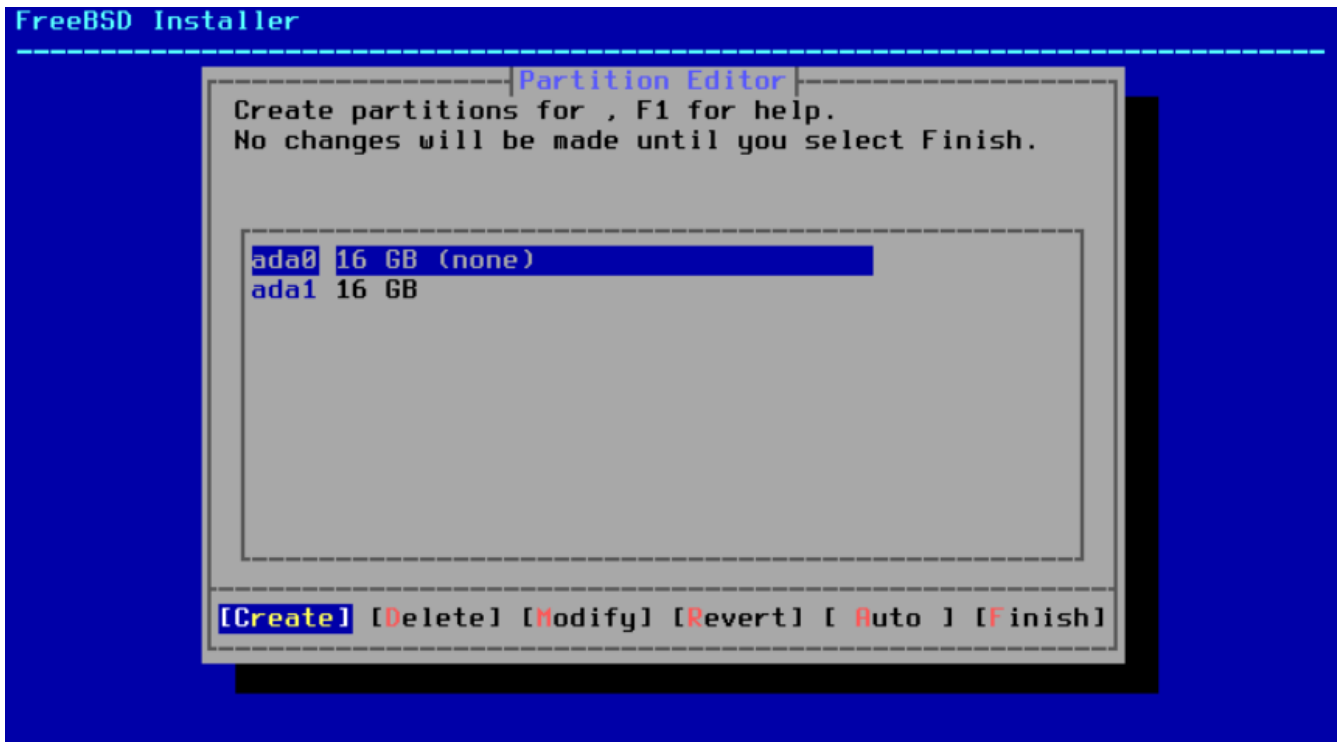 FreeBSD Installer
Partition Editor
Create partitions for , F1 for help.
No changes will be made until you select Finish.
ada0 16 GB (none)
ada1 16 GB
[Create] [Delete] [Modify] [Revert] [ Auto ] [Finish]